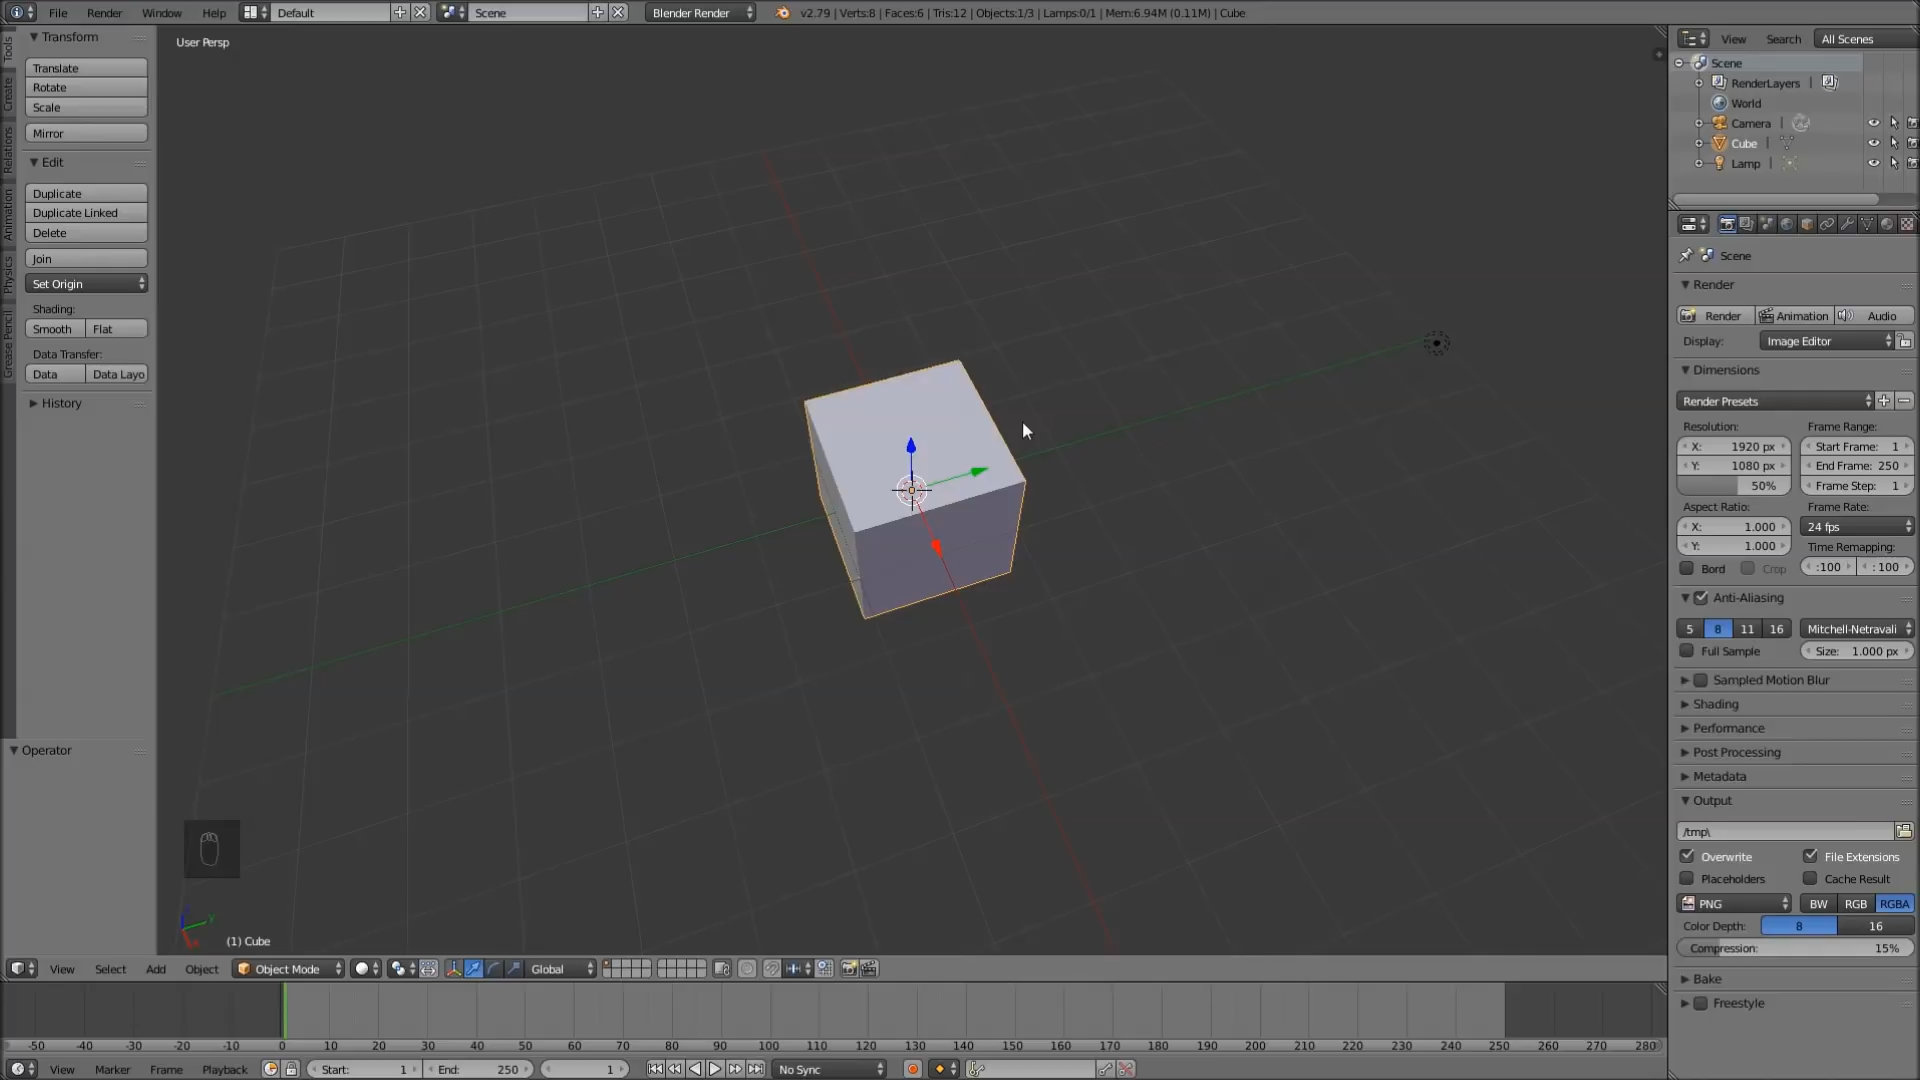 File Render Window Help Default Scene Blender Render v2.79 | Verts:8 | Faces:6 | Tris:12 | Objects:1/3 | Lamps:0/1 | Mem:6.94M (0.11M) | Cube
Tools
Create
Relations
Animation
Physics
Grease Pencil
Transform
Translate
Rotate
Scale
Mirror
Edit
Duplicate
Duplicate Linked
Delete
Join
Set Origin
Shading:
Smooth Flat
Data Transfer:
Data Data Layo
History
Operator
User Persp
(1) Cube
View Select Add Object Object Mode Global
-50 -40 -30 -20 -10 0 10 20 30 40 50 60 70 80 90 100 110 120 130 140 150 160 170 180 190 200 210 220 230 240 250 260 270 280
View Marker Frame Playback Start: 1 End: 250 1 No Sync
View Search All Scenes
Scene
RenderLayers |
World
Camera |
Cube |
Lamp |
Scene
Render
Render Animation Audio
Display: Image Editor
Dimensions
Render Presets
Resolution: Frame Range:
X: 1920 px Start Frame: 1
Y: 1080 px End Frame: 250
50% Frame Step: 1
Aspect Ratio: Frame Rate:
X: 1.000 24 fps
Y: 1.000 Time Remapping:
Bord Crop :100 : 100
Anti-Aliasing
5 8 11 16 Mitchell-Netravali
Full Sample Size: 1.000 px
Sampled Motion Blur
Shading
Performance
Post Processing
Metadata
Output
/tmp\
Overwrite File Extensions
Placeholders Cache Result
PNG BW RGB RGBA
Color Depth: 8 16
Compression: 15%
Bake
Freestyle